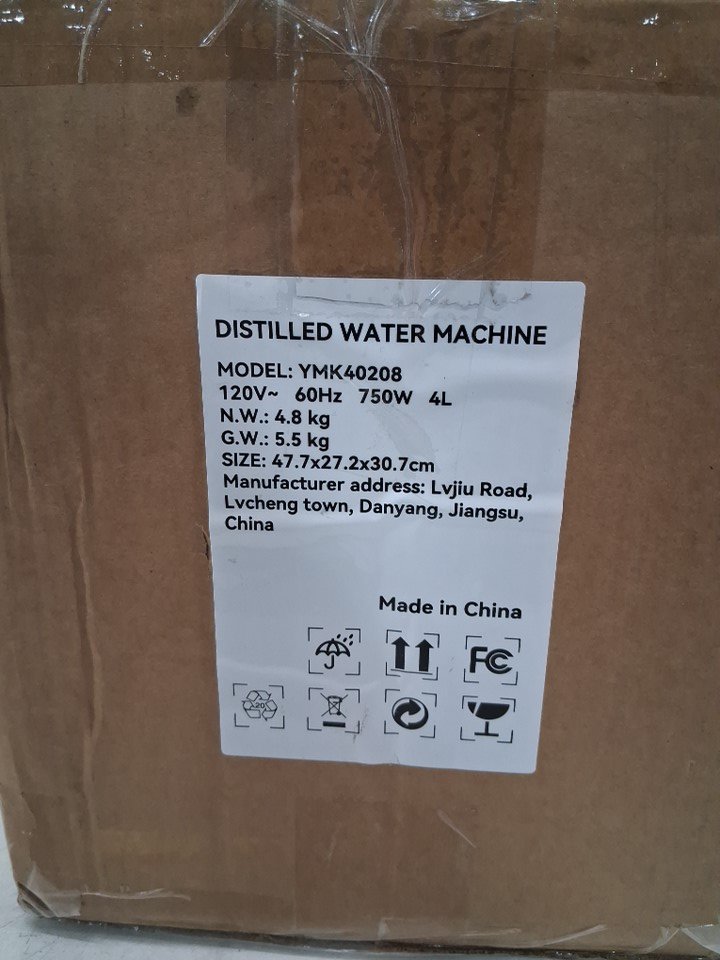 DISTILLED WATER MACHINE
MODEL: YMK40208
120V~ 60Hz 750W 4L
N.W.: 4.8 kg
G.W.: 5.5 kg
SIZE: 47.7x27.2x30.7cm
Manufacturer address: Lvjiu Road,
Lvcheng town, Danyang, Jiangsu,
China
Made in China
FC
20